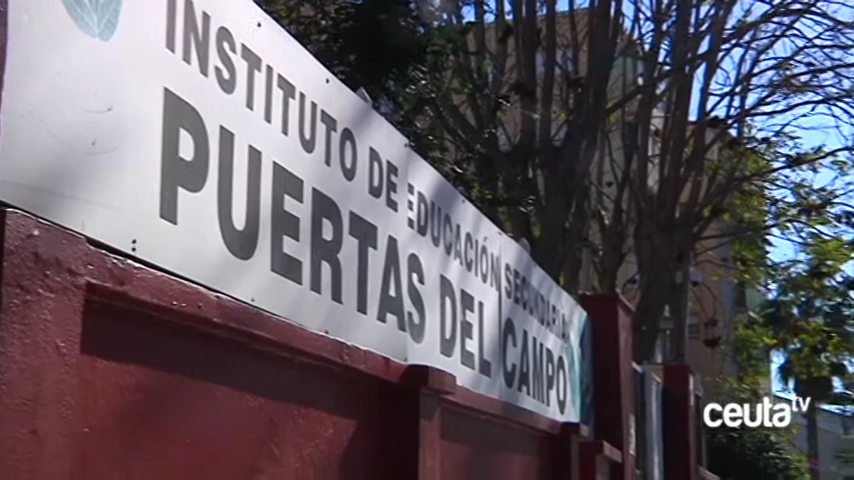 INSTITUTO DE EDUCACIÓN SECUNDARIA
PUERTAS DEL CAMPO
ceuta tv